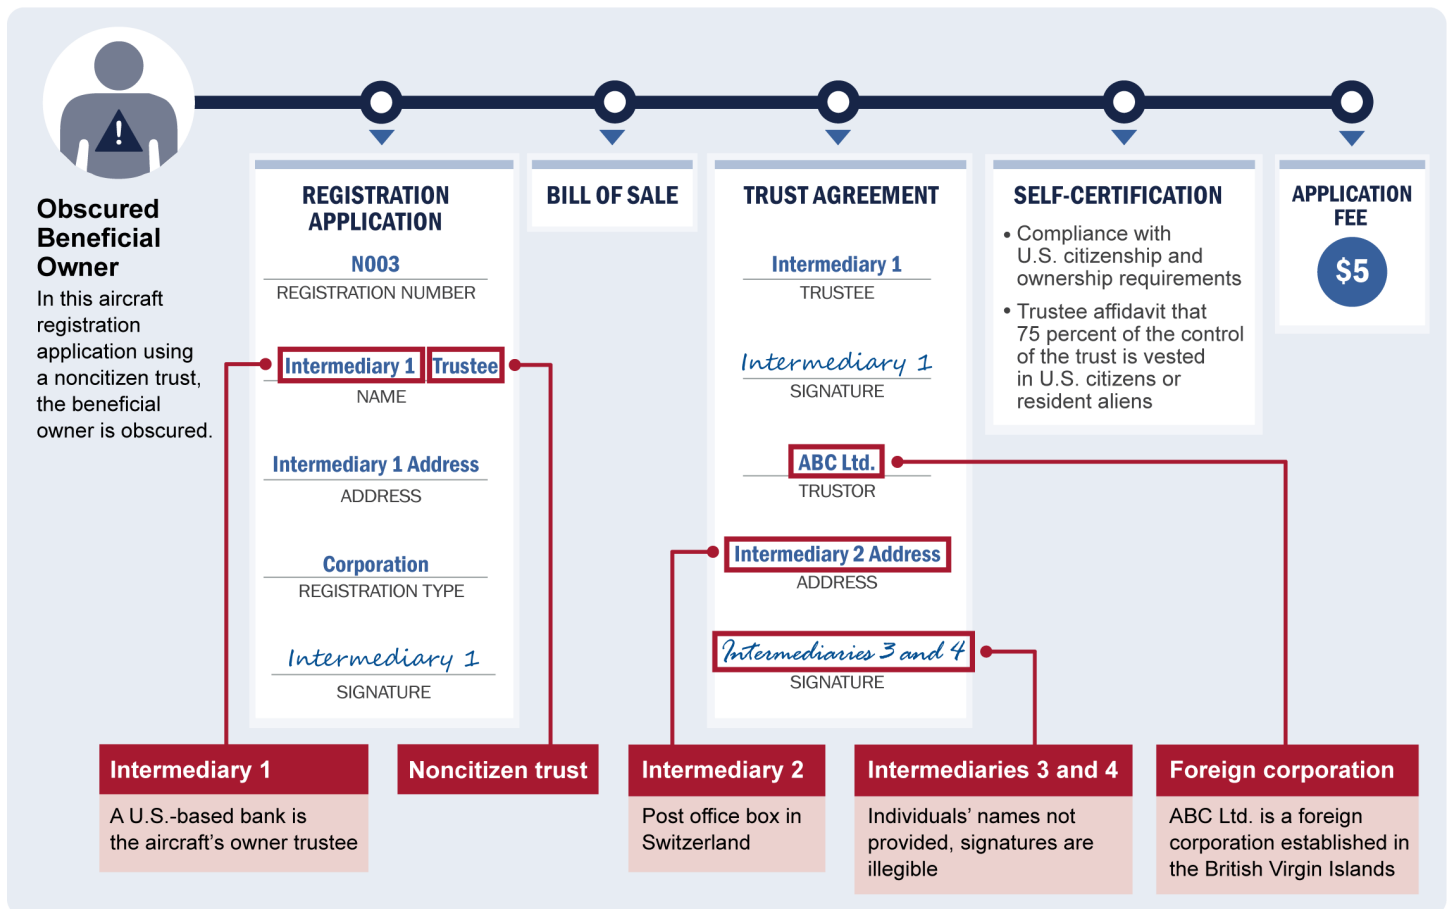 !
Obscured
Beneficial
Owner
In this aircraft
registration
application using
a noncitizen trust,
the beneficial
owner is obscured.
REGISTRATION
APPLICATION
N003
REGISTRATION NUMBER
Intermediary 1 Trustee
NAME
Intermediary 1 Address
ADDRESS
Corporation
REGISTRATION TYPE
Intermediary 1
SIGNATURE
BILL OF SALE
TRUST AGREEMENT
Intermediary 1
TRUSTEE
Intermediary 1
SIGNATURE
ABC Ltd.
TRUSTOR
Intermediary 2 Address
ADDRESS
Intermediaries 3 and 4
SIGNATURE
SELF-CERTIFICATION
• Compliance with
U.S. citizenship and
ownership requirements
• Trustee affidavit that
75 percent of the control
of the trust is vested
in U.S. citizens or
resident aliens
APPLICATION
FEE
$5
Intermediary 1
A U.S.-based bank is
the aircraft’s owner trustee
Noncitizen trust
Intermediary 2
Post office box in
Switzerland
Intermediaries 3 and 4
Individuals’ names not
provided, signatures are
illegible
Foreign corporation
ABC Ltd. is a foreign
corporation established in
the British Virgin Islands